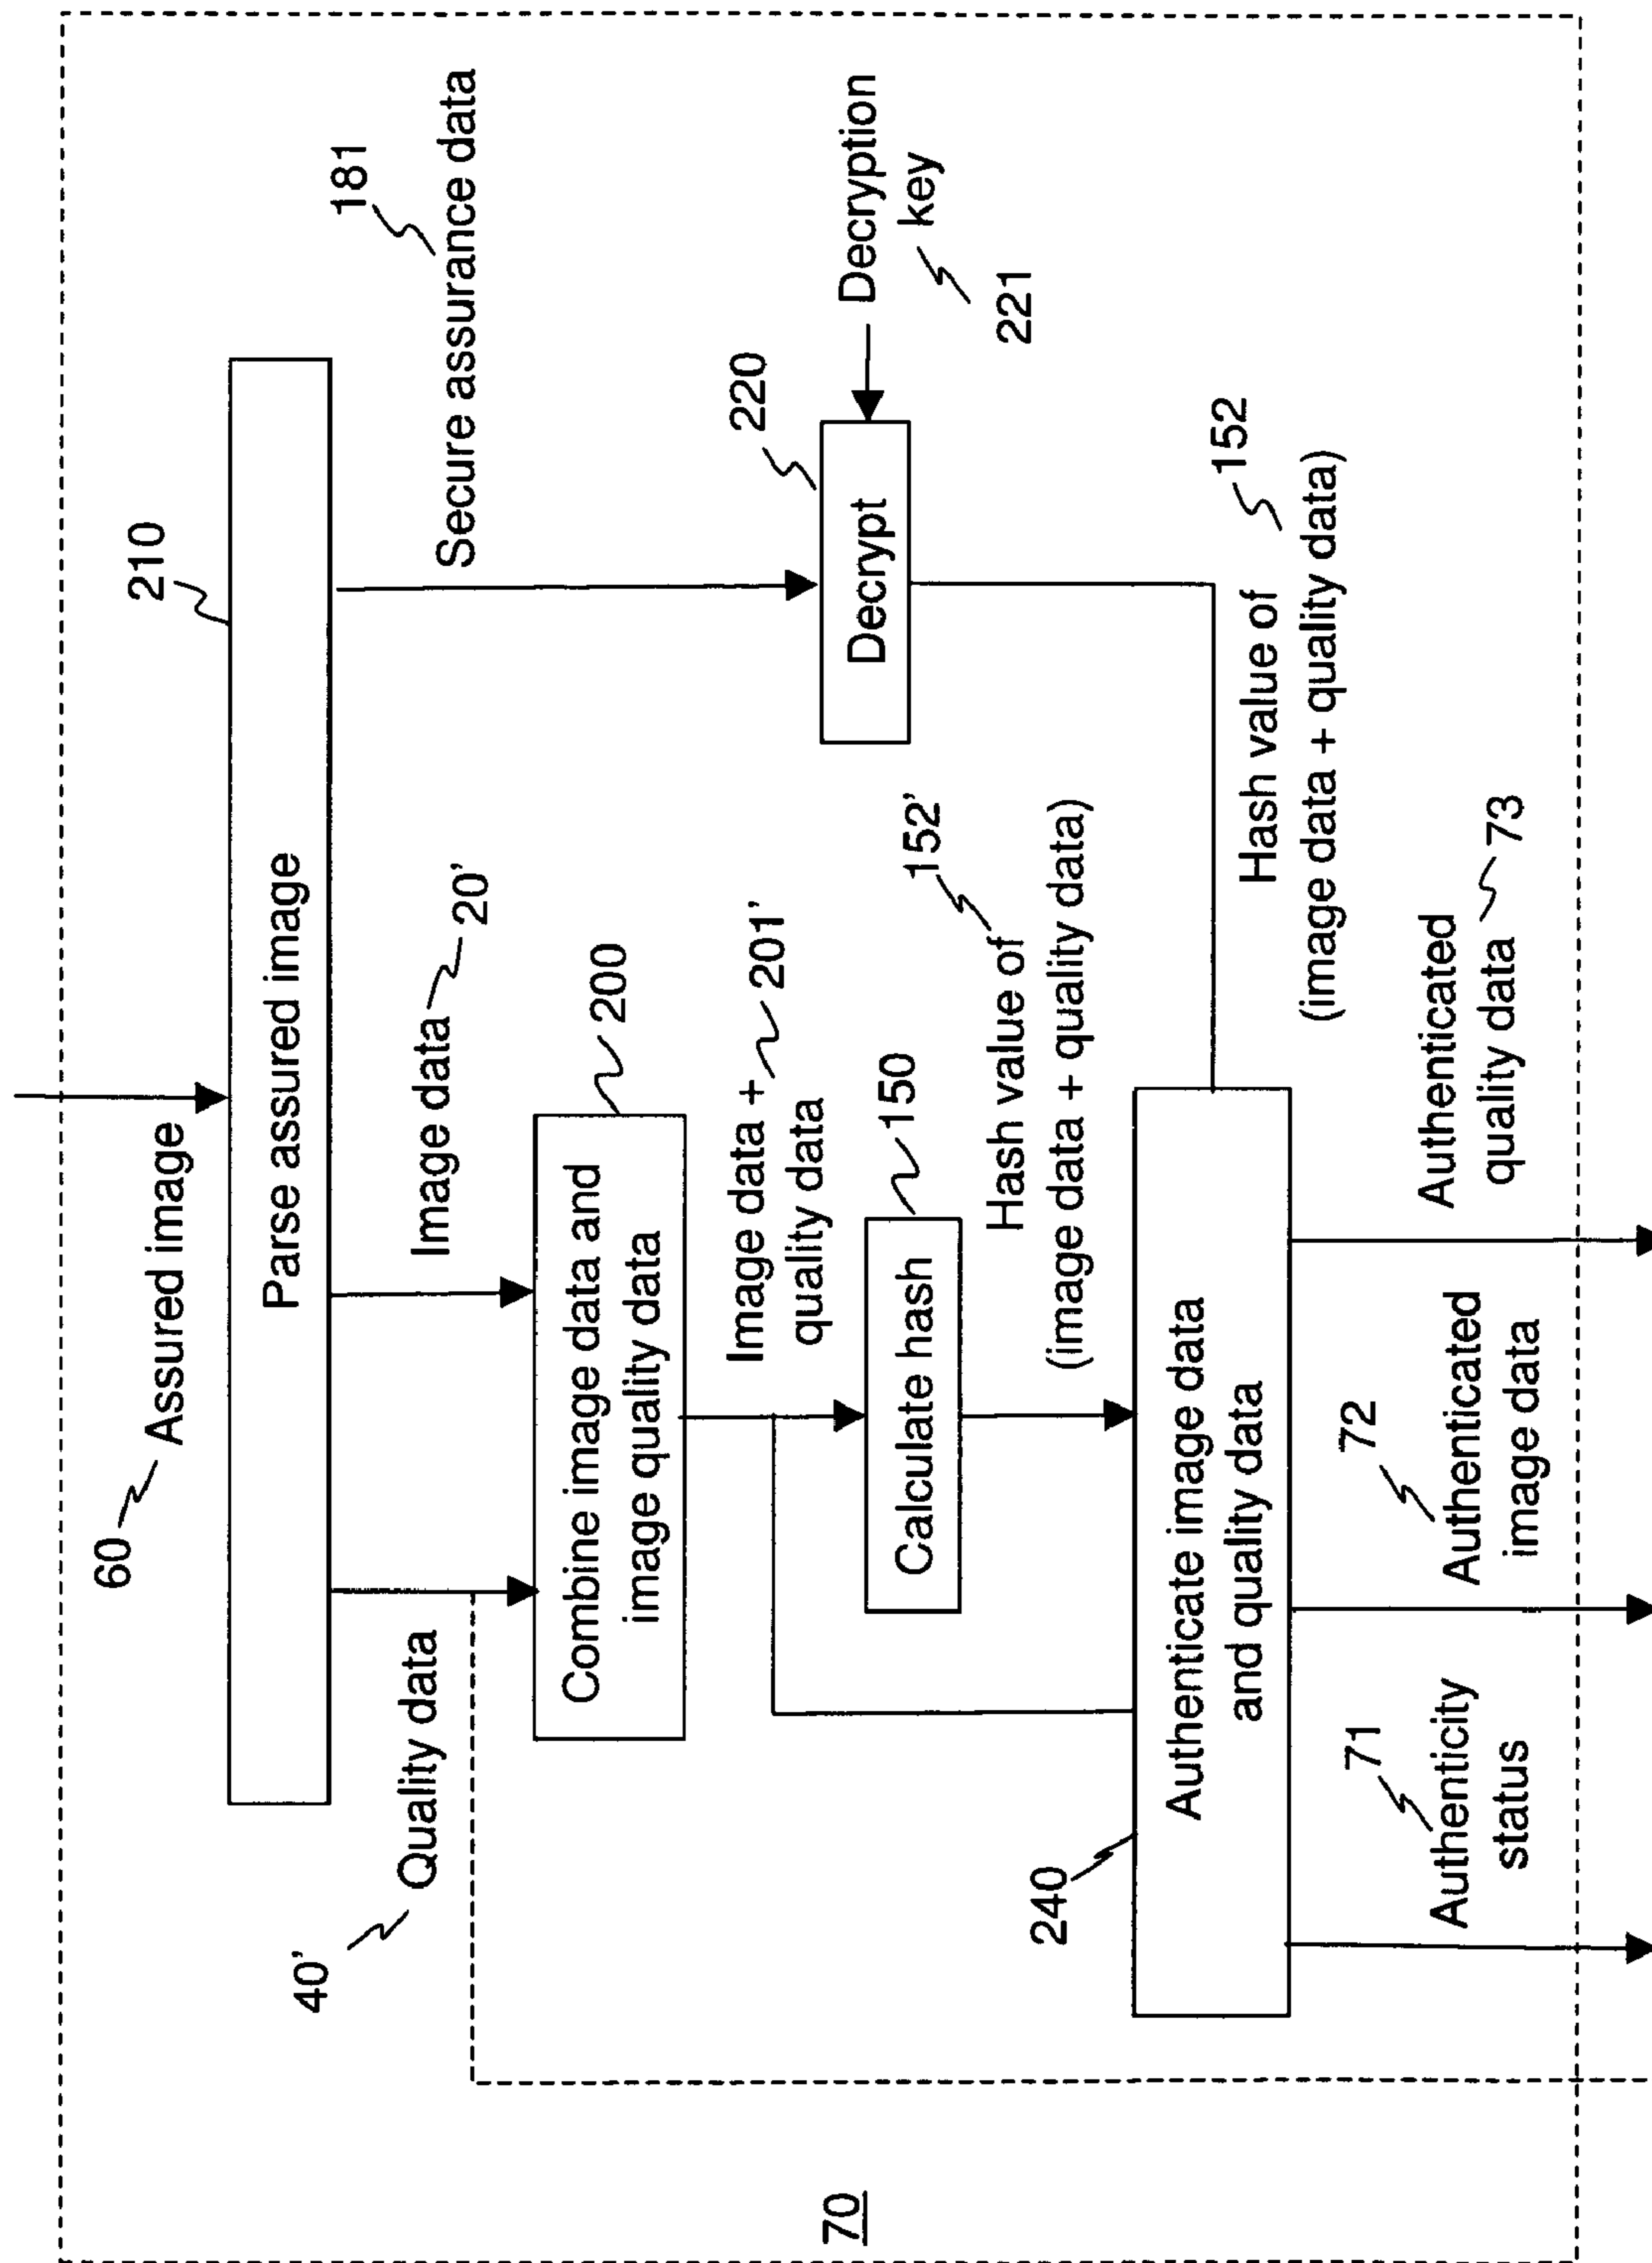 60
Assured image
210
Parse assured image
40'
Quality data
Image data
20'
181
Secure assurance data
Combine image data and
image quality data
200
Image data +
quality data
201'
220
Decrypt
Decryption
key
221
Calculate hash
150
152'
Hash value of
(image data + quality data)
152
Hash value of
(image data + quality data)
240
Authenticate image data
and quality data
71
Authenticity
status
72
Authenticated
image data
Authenticated
quality data
73
70